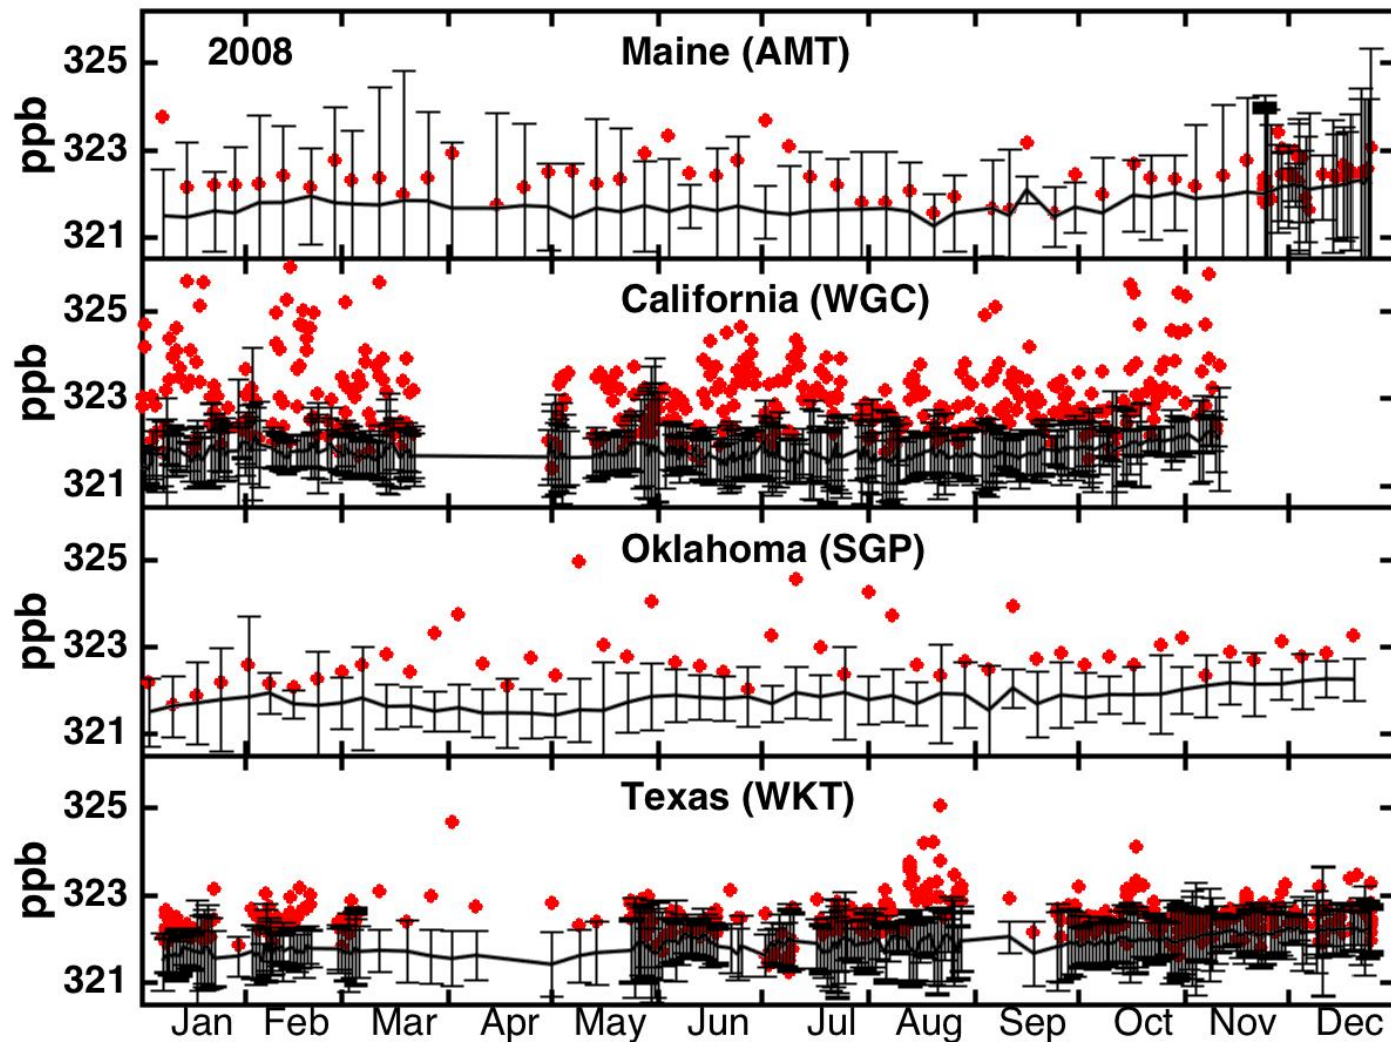 2008 Maine (AMT)
325
323
321
ppb
California (WGC)
325
323
321
ppb
Oklahoma (SGP)
325
323
321
ppb
Texas (WKT)
325
323
321
ppb
Jan Feb Mar Apr May Jun Jul Aug Sep Oct Nov Dec